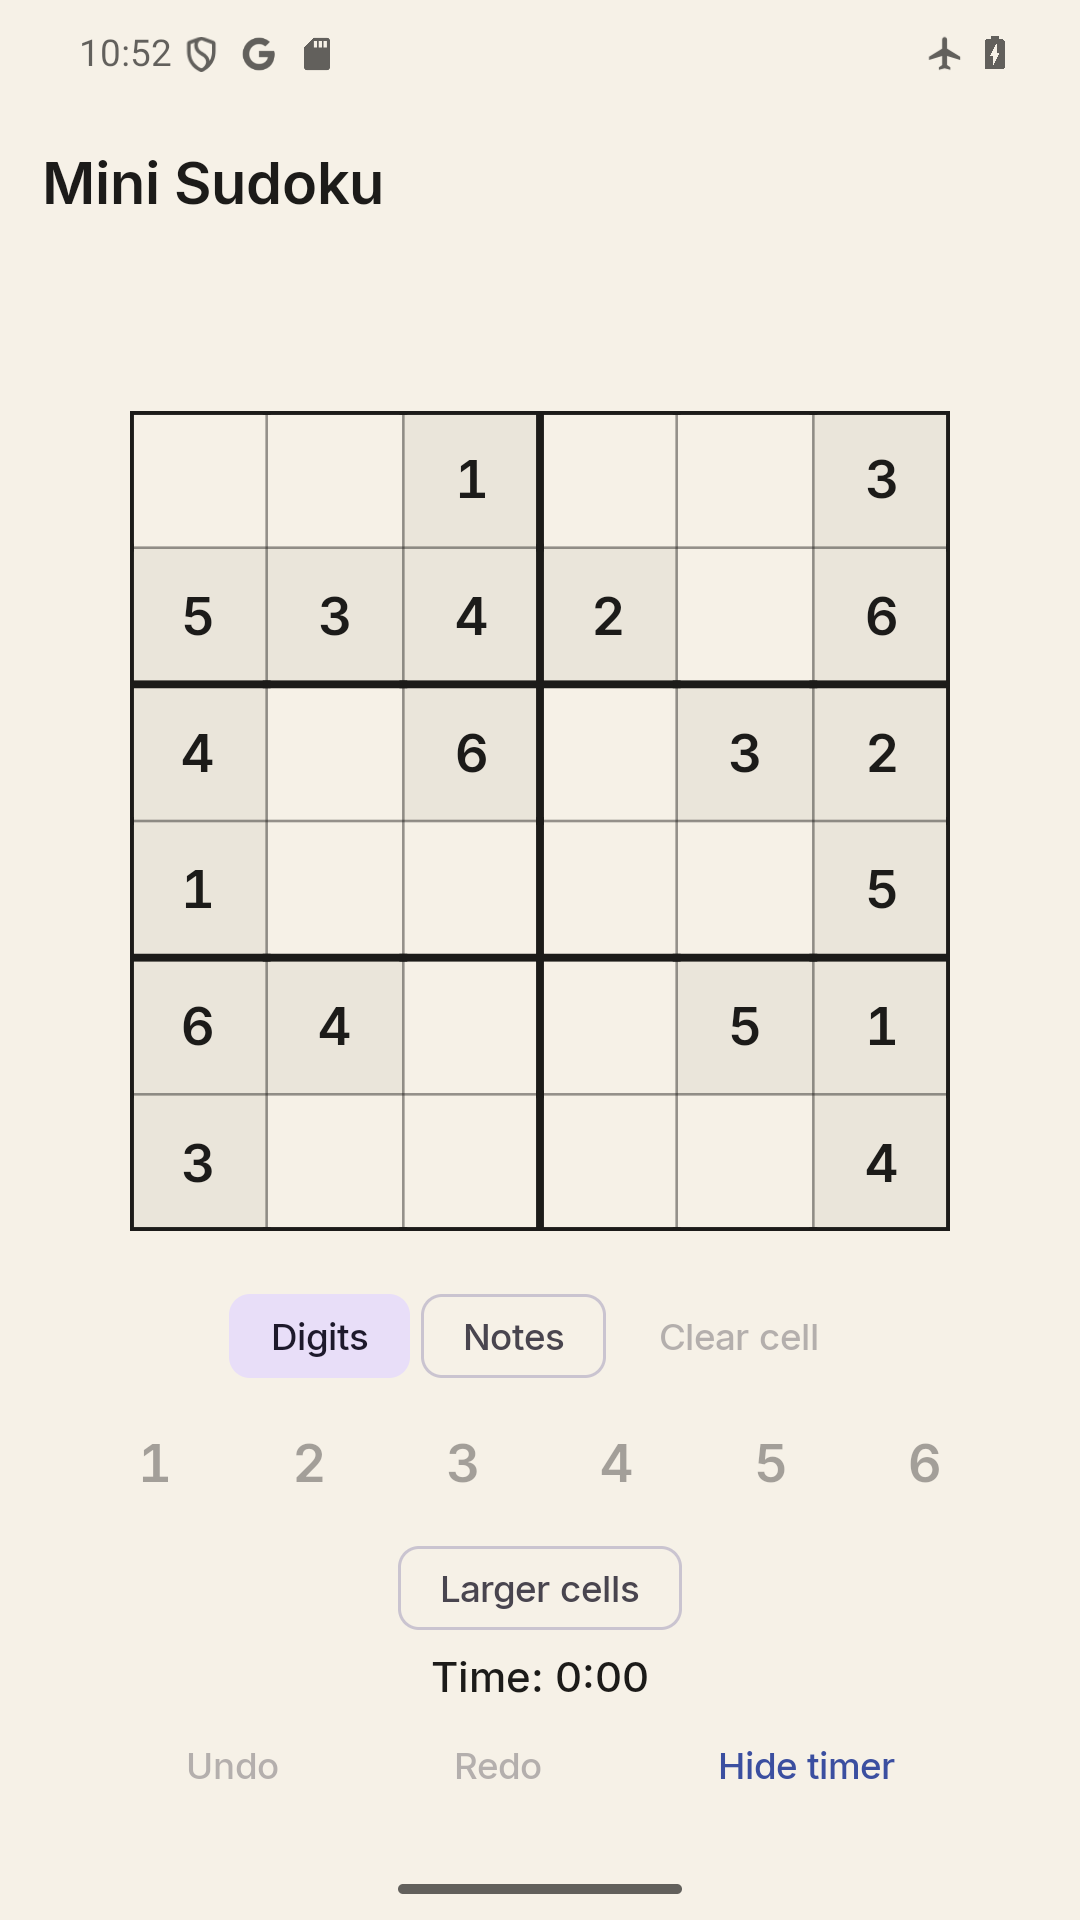 10:52
Mini Sudoku
1 3
5 3 4 2 6
4 6 3 2
1 5
6 4 5 1
3 4
Digits Notes Clear cell
1 2 3 4 5 6
Larger cells
Time: 0:00
Undo Redo Hide timer